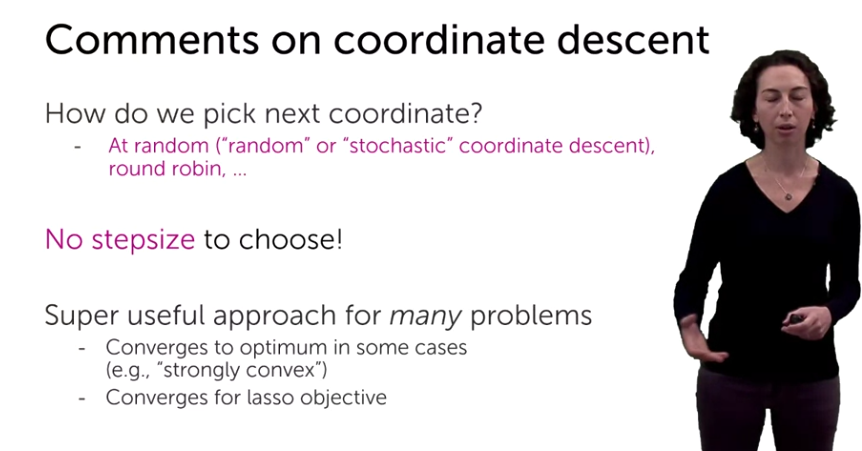 Comments on coordinate descent
How do we pick next coordinate?
- At random (“random” or “stochastic” coordinate descent),
round robin, ...
No stepsize to choose!
Super useful approach for many problems
- Converges to optimum in some cases
(e.g., “strongly convex”)
- Converges for lasso objective